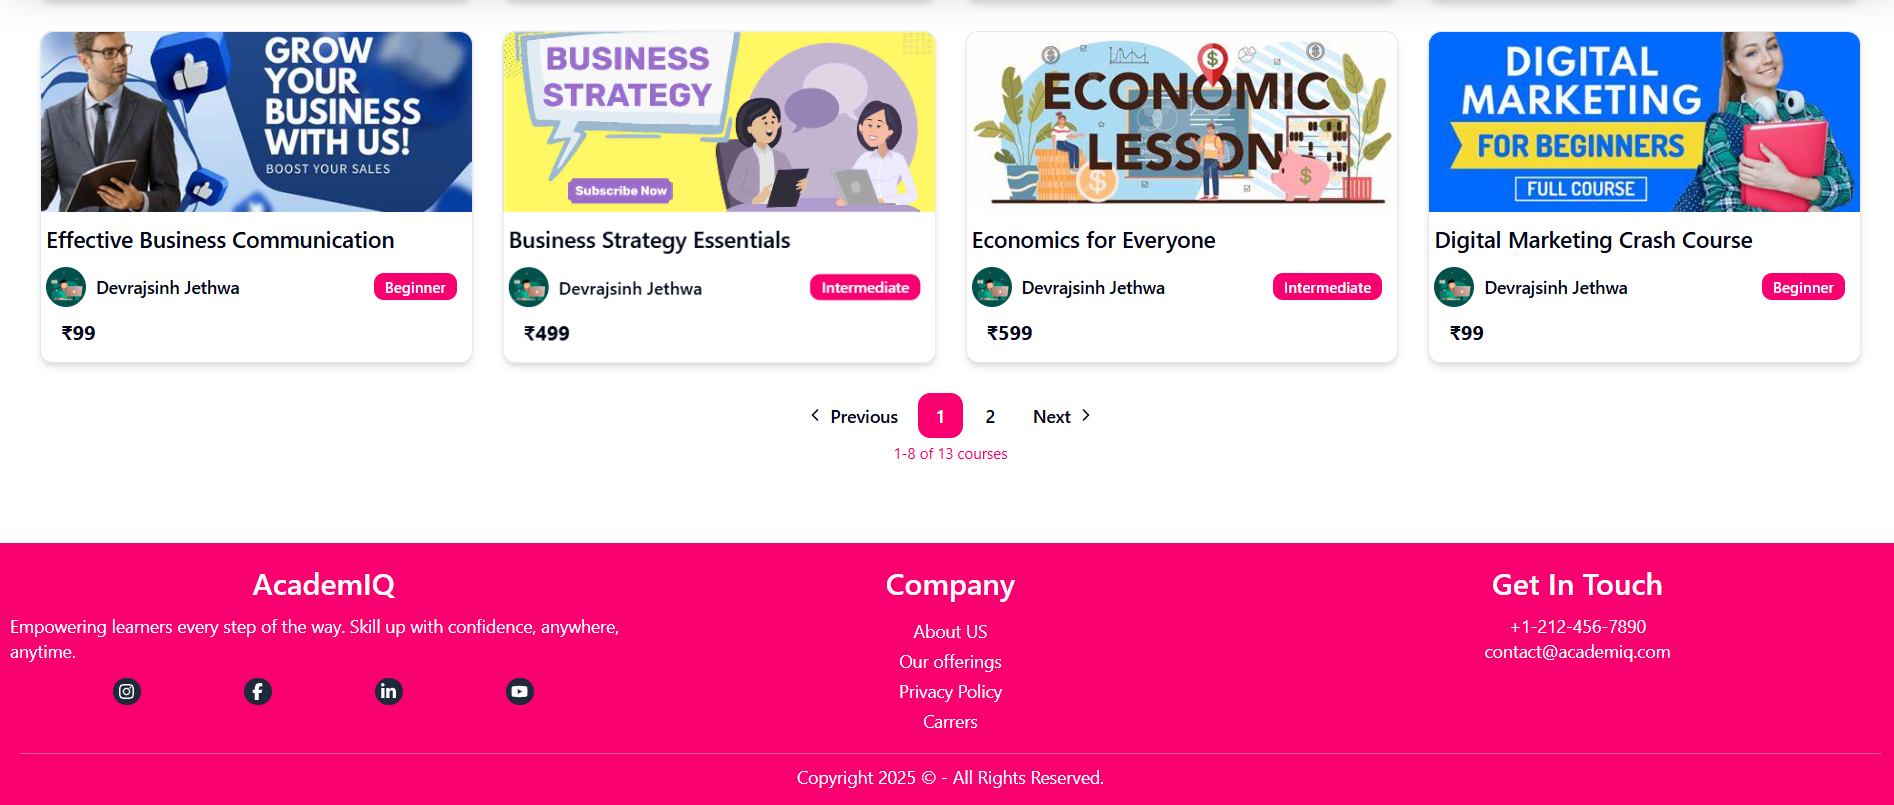 GROW
YOUR
BUSINESS
WITH US!
BOOST YOUR SALES
Effective Business Communication
Devrajsinh Jethwa
Beginner
₹99
BUSINESS
STRATEGY
Subscribe Now
Business Strategy Essentials
Devrajsinh Jethwa
Intermediate
₹499
ECONOMIC
LESSON
Economics for Everyone
Devrajsinh Jethwa
Intermediate
₹599
DIGITAL
MARKETING
FOR BEGINNERS
FULL COURSE
Digital Marketing Crash Course
Devrajsinh Jethwa
Beginner
₹99
Previous 1 2 Next
1-8 of 13 courses
AcademIQ
Empowering learners every step of the way. Skill up with confidence, anywhere,
anytime.
Company
About US
Our offerings
Privacy Policy
Carrers
Get In Touch
+1-212-456-7890
contact@academiq.com
Copyright 2025 © - All Rights Reserved.